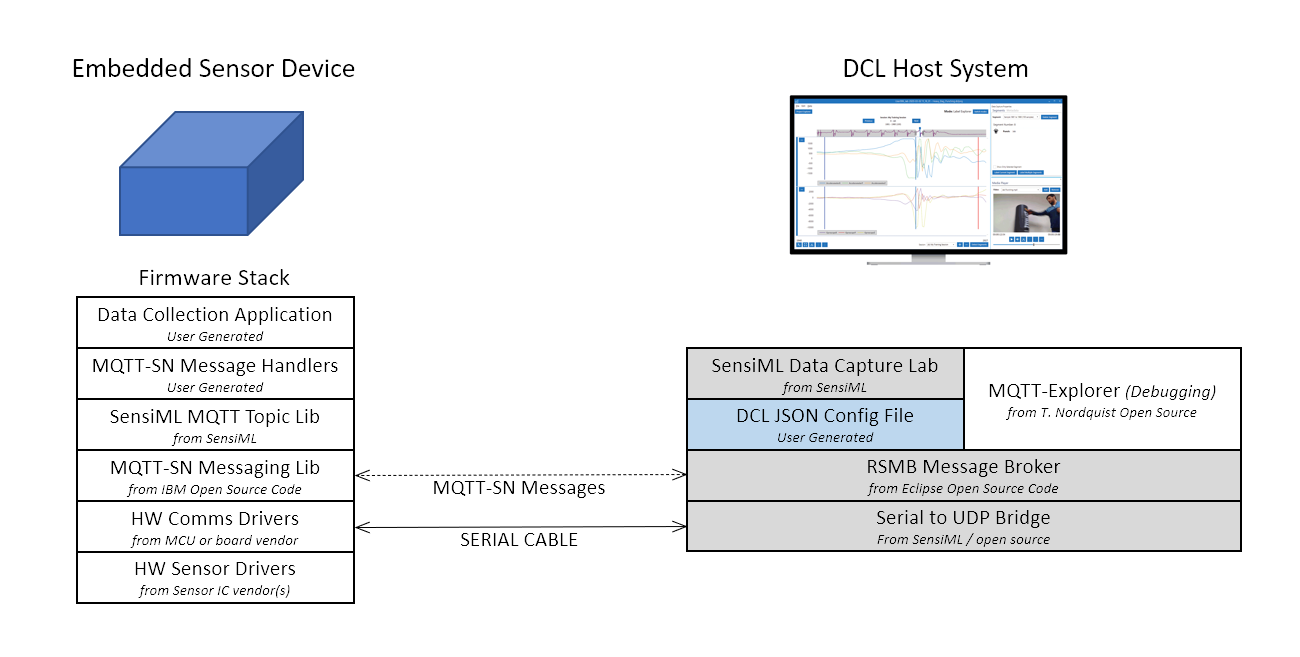 Embedded Sensor Device
DCL Host System
Firmware Stack
Data Collection Application
User Generated
MQTT-SN Message Handlers
User Generated
SensiML MQTT Topic Lib
from SensiML
MQTT-SN Messaging Lib
from IBM Open Source Code
HW Comms Drivers
from MCU or board vendor
HW Sensor Drivers
from Sensor IC vendor(s)
MQTT-SN Messages
SERIAL CABLE
SensiML Data Capture Lab
from SensiML
DCL JSON Config File
User Generated
MQTT-Explorer (Debugging)
from T. Nordquist Open Source
RSMB Message Broker
from Eclipse Open Source Code
Serial to UDP Bridge
From SensiML / open source